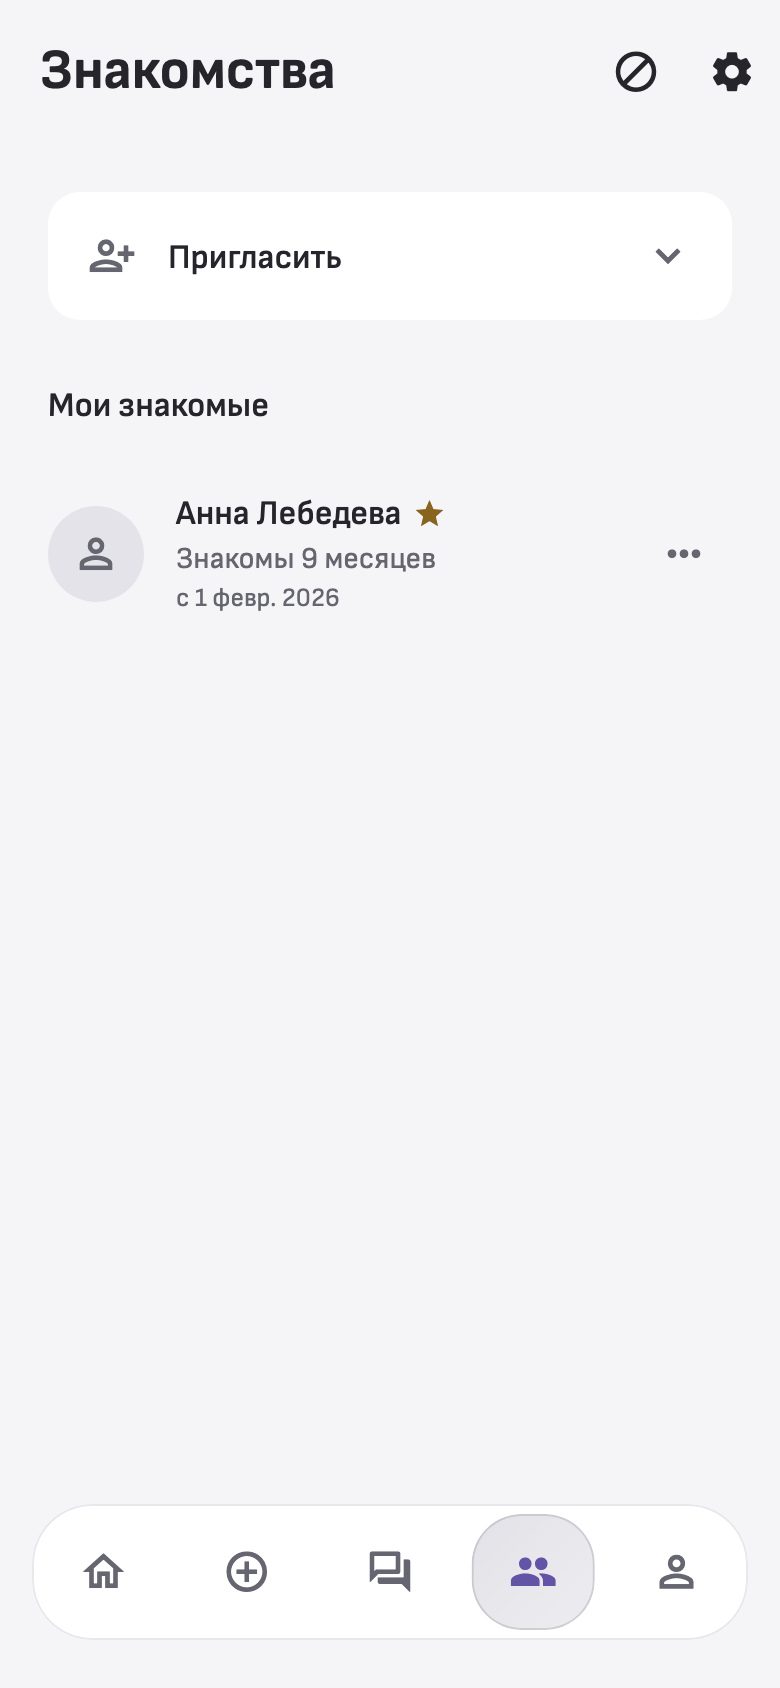 Знакомства
Пригласить
Мои знакомые
Анна Лебедева
Знакомы 9 месяцев
с 1 февр. 2026